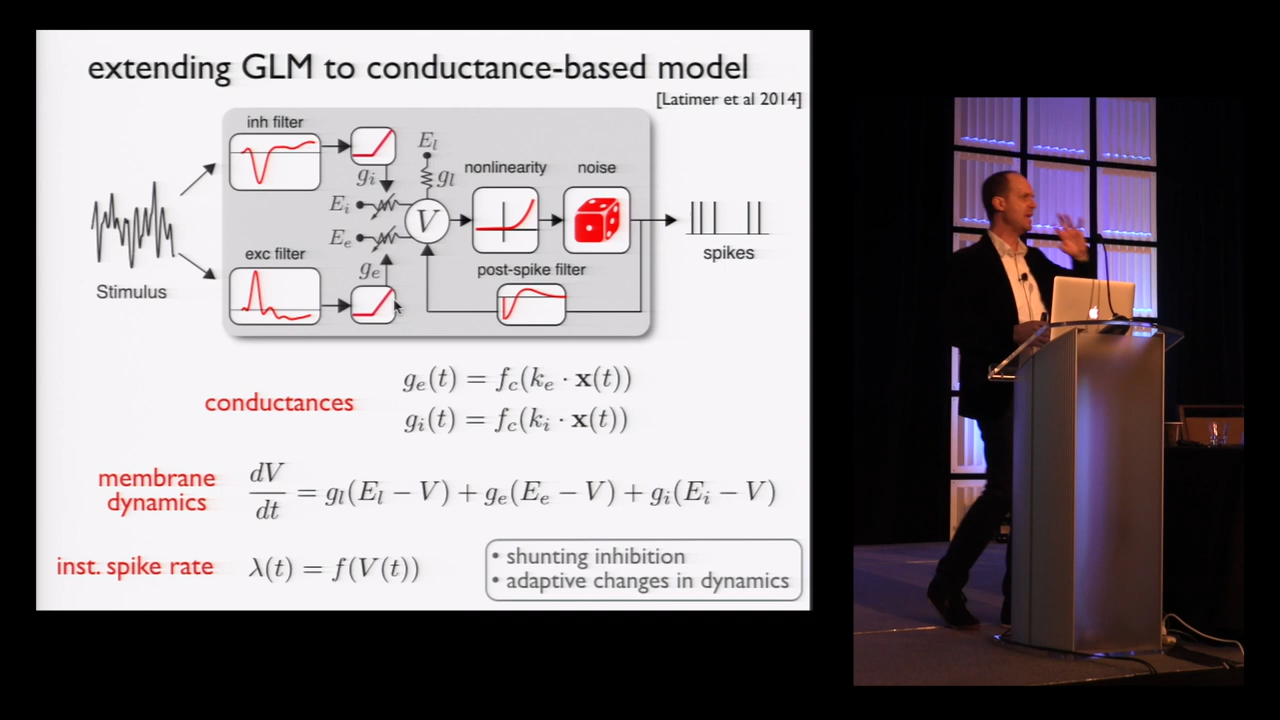 extending GLM to conductance-based model
[Latimer et al 2014]
inh filter
E_l
g_i
g_l
nonlinearity
noise
E_i
V
E_e
exc filter
g_e
post-spike filter
spikes
Stimulus
conductances
g_e(t) = f_c(k_e · x(t))
g_i(t) = f_c(k_i · x(t))
membrane
dynamics
dV/dt = g_l(E_l − V) + g_e(E_e − V) + g_i(E_i − V)
inst. spike rate
λ(t) = f(V(t))
• shunting inhibition
• adaptive changes in dynamics